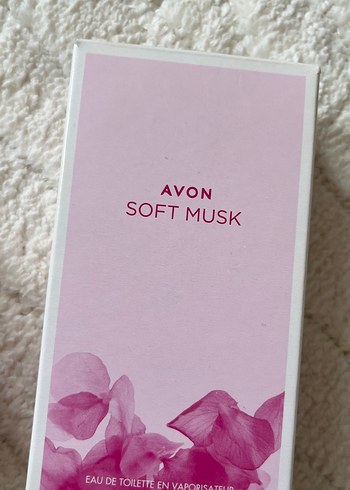 AVON
SOFT MUSK
EAU DE TOILETTE EN VAPORISATEUR